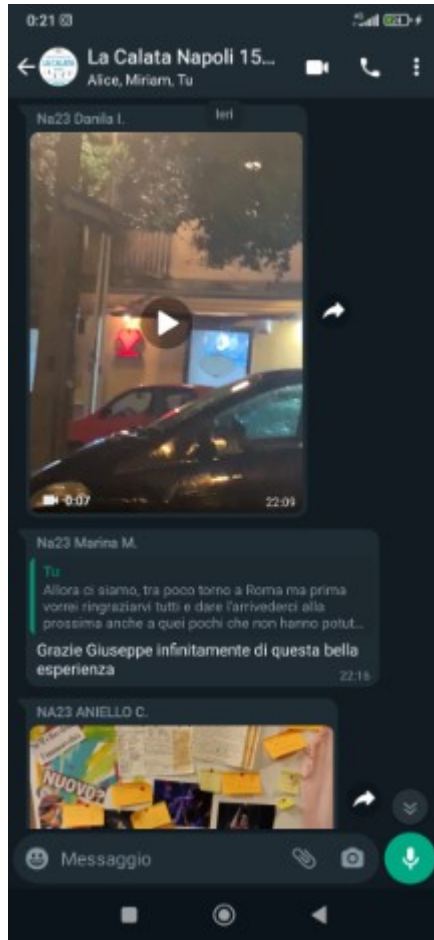 0:21
24
La Calata Napoli 15...
Alice, Miriam, Tu
Na23 Danila I.
Ieri
0:07
22:09
Na23 Marina M.
Tu
Allora ci siamo, tra poco torno a Roma ma prima
vorrei ringraziarvi tutti e dare l'arrivederci alla
prossima anche a quei pochi che non hanno potut...
Grazie Giuseppe infinitamente di questa bella
esperienza
22:16
NA23 ANIELLO C.
NUOVO?
Messaggio